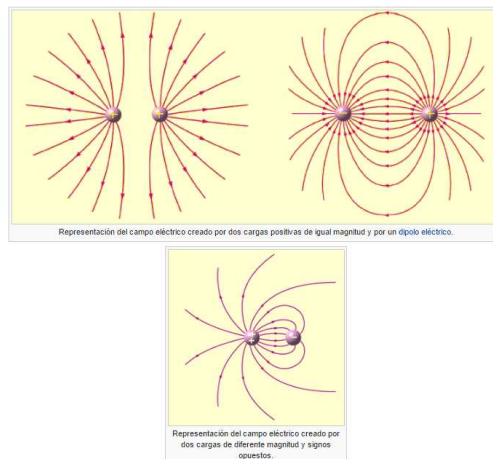 + + - +
Representación del campo eléctrico creado por dos cargas positivas de igual magnitud y por un dipolo eléctrico.
+ -
Representación del campo eléctrico creado por
dos cargas de diferente magnitud y signos
opuestos.